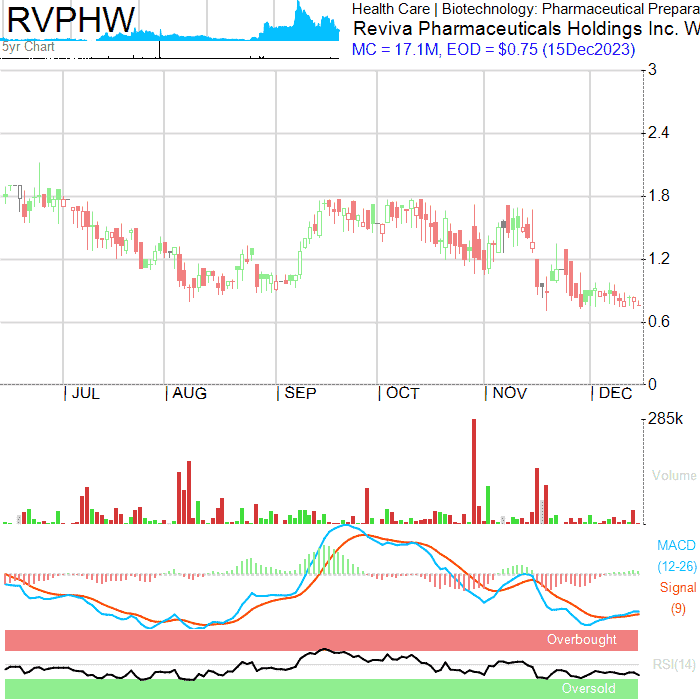 RVPHW
5yr Chart
Health Care | Biotechnology: Pharmaceutical Prepara
Reviva Pharmaceuticals Holdings Inc. W
MC = 17.1M, EOD = $0.75 (15Dec2023)
3
2.4
1.8
1.2
0.6
0
JUL AUG SEP OCT NOV DEC
285k
Volume
MACD
(12-26)
Signal
(9)
Overbought
RSI(14)
Oversold